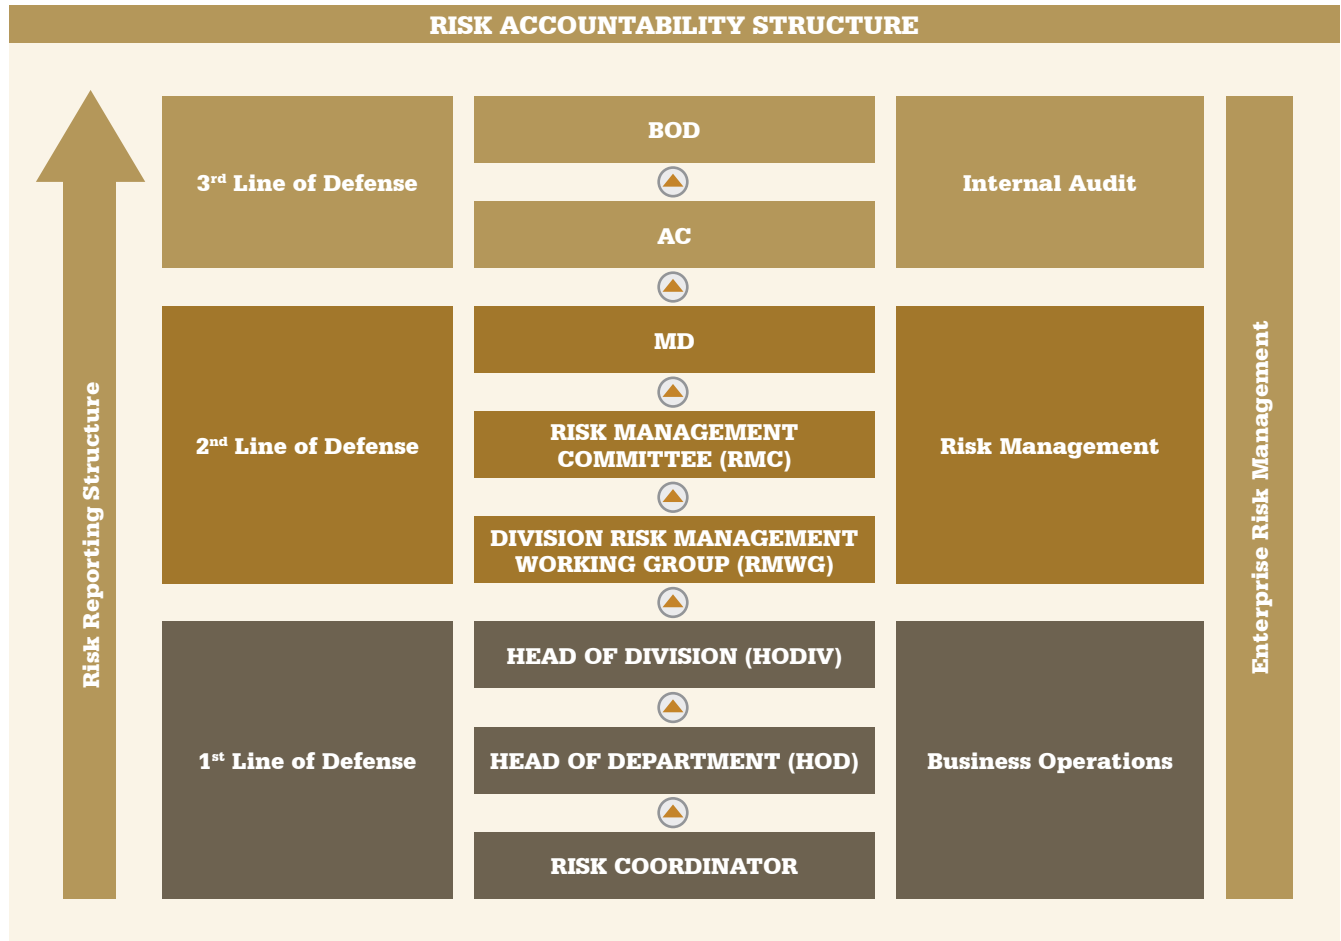 RISK ACCOUNTABILITY STRUCTURE
Risk Reporting Structure
3rd Line of Defense
BOD
AC
Internal Audit
2nd Line of Defense
MD
RISK MANAGEMENT
COMMITTEE (RMC)
DIVISION RISK MANAGEMENT
WORKING GROUP (RMWG)
Risk Management
1st Line of Defense
HEAD OF DIVISION (HODIV)
HEAD OF DEPARTMENT (HOD)
RISK COORDINATOR
Business Operations
Enterprise Risk Management